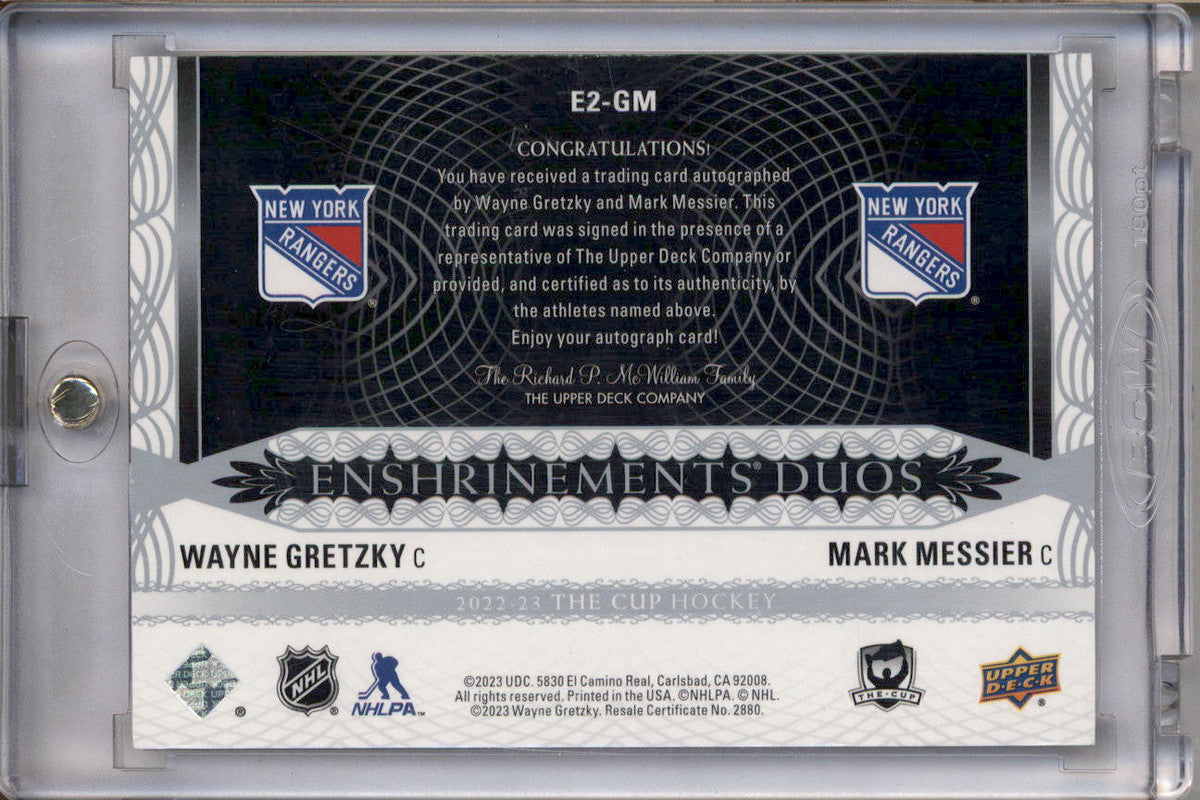 E2-GM
CONGRATULATIONS!
You have received a trading card autographed
by Wayne Gretzky and Mark Messier. This
trading card was signed in the presence of a
representative of The Upper Deck Company or
provided, and certified as to its authenticity, by
the athletes named above.
Enjoy your autograph card!
The Richard P. McWilliam Family
THE UPPER DECK COMPANY
NEW YORK
RANGERS
®
NEW YORK
RANGERS
®
180pt
BCW
ENSHRINEMENTS® DUOS
WAYNE GRETZKY C
MARK MESSIER C
2022-23 THE CUP HOCKEY
®
NHL
®
NHLPA™
©2023 UDC. 5830 El Camino Real, Carlsbad, CA 92008.
All rights reserved. Printed in the USA. ©NHLPA. © NHL.
©2023 Wayne Gretzky. Resale Certificate No. 2880.
THE·CUP
UPPER
D·E·C·K
®